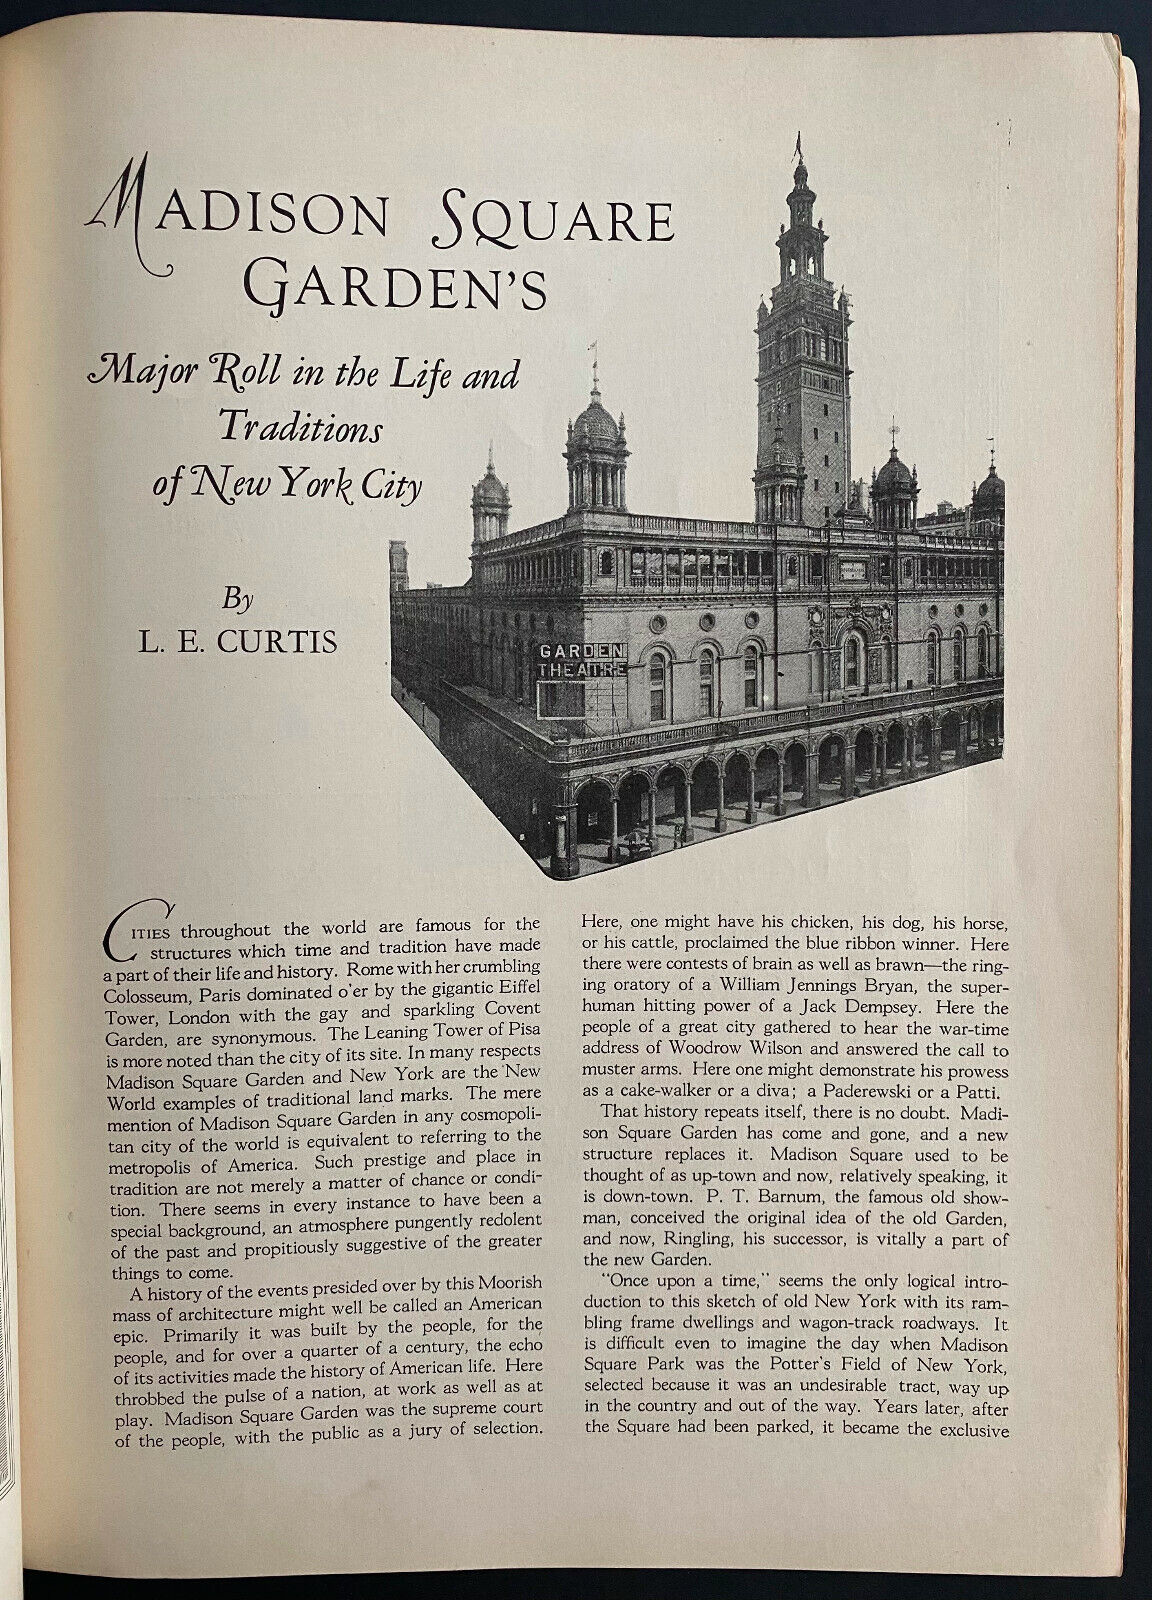 MADISON SQUARE
GARDEN'S
Major Roll in the Life and
Traditions
of New York City
By
L. E. CURTIS
GARDEN
THEATRE
CITIES throughout the world are famous for the
structures which time and tradition have made
a part of their life and history. Rome with her crumbling
Colosseum, Paris dominated o'er by the gigantic Eiffel
Tower, London with the gay and sparkling Covent
Garden, are synonymous. The Leaning Tower of Pisa
is more noted than the city of its site. In many respects
Madison Square Garden and New York are the New
World examples of traditional land marks. The mere
mention of Madison Square Garden in any cosmopoli-
tan city of the world is equivalent to referring to the
metropolis of America. Such prestige and place in
tradition are not merely a matter of chance or condi-
tion. There seems in every instance to have been a
special background, an atmosphere pungently redolent
of the past and propitiously suggestive of the greater
things to come.
A history of the events presided over by this Moorish
mass of architecture might well be called an American
epic. Primarily it was built by the people, for the
people, and for over a quarter of a century, the echo
of its activities made the history of American life. Here
throbbed the pulse of a nation, at work as well as at
play. Madison Square Garden was the supreme court
of the people, with the public as a jury of selection.
Here, one might have his chicken, his dog, his horse,
or his cattle, proclaimed the blue ribbon winner. Here
there were contests of brain as well as brawn—the ring-
ing oratory of a William Jennings Bryan, the super-
human hitting power of a Jack Dempsey. Here the
people of a great city gathered to hear the war-time
address of Woodrow Wilson and answered the call to
muster arms. Here one might demonstrate his prowess
as a cake-walker or a diva; a Paderewski or a Patti.
That history repeats itself, there is no doubt. Madi-
son Square Garden has come and gone, and a new
structure replaces it. Madison Square used to be
thought of as up-town and now, relatively speaking, it
is down-town. P. T. Barnum, the famous old show-
man, conceived the original idea of the old Garden,
and now, Ringling, his successor, is vitally a part of
the new Garden.
"Once upon a time," seems the only logical intro-
duction to this sketch of old New York with its ram-
bling frame dwellings and wagon-track roadways. It
is difficult even to imagine the day when Madison
Square Park was the Potter's Field of New York,
selected because it was an undesirable tract, way up
in the country and out of the way. Years later, after
the Square had been parked, it became the exclusive